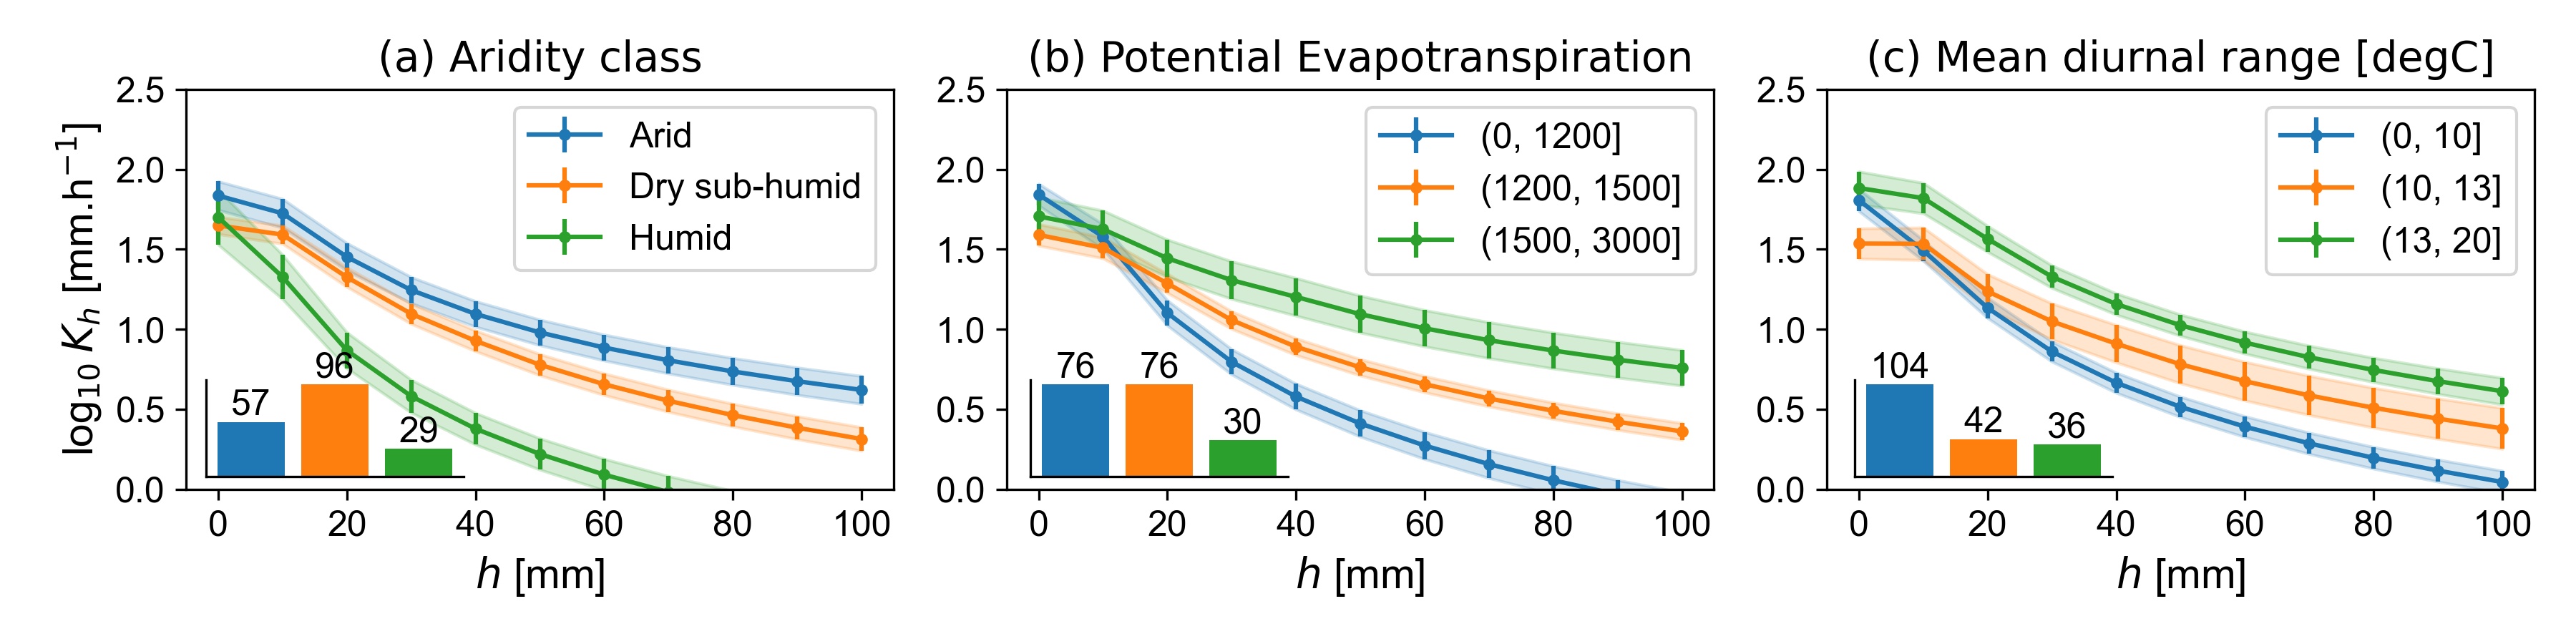 (a) Aridity class
(b) Potential Evapotranspiration
(c) Mean diurnal range [degC]
log₁₀ Kₕ [mm.h⁻¹]
2.5
2.0
1.5
1.0
0.5
0.0
Arid
Dry sub-humid
Humid
57
96
29
0 20 40 60 80 100
h [mm]
2.5
2.0
1.5
1.0
0.5
0.0
(0, 1200]
(1200, 1500]
(1500, 3000]
76
76
30
0 20 40 60 80 100
h [mm]
2.5
2.0
1.5
1.0
0.5
0.0
(0, 10]
(10, 13]
(13, 20]
104
42
36
0 20 40 60 80 100
h [mm]